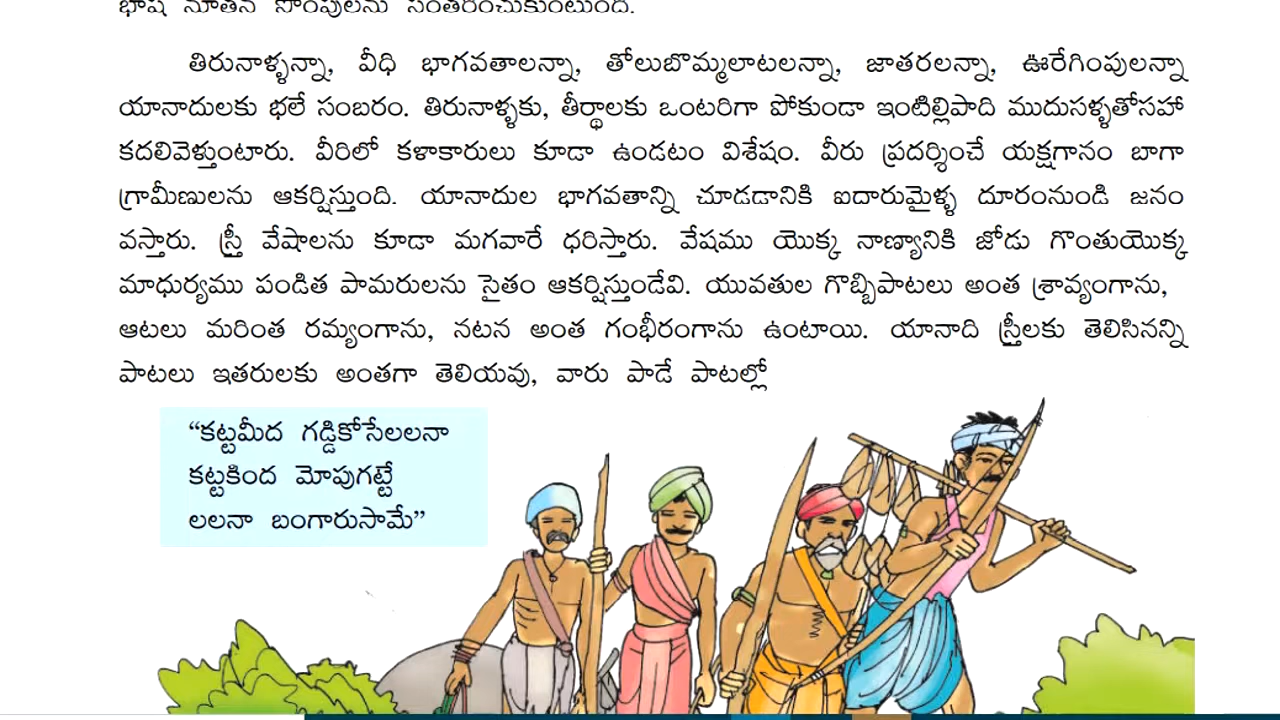 భాష నూతన సొంపులను సంతరించుకుంటుంది.
తిరునాళ్ళన్నా, వీధి భాగవతాలన్నా, తోలుబొమ్మలాటలన్నా, జాతరలన్నా, ఊరేగింపులన్నా
యానాదులకు భలే సంబరం. తిరునాళ్ళకు, తీర్థాలకు ఒంటరిగా పోకుండా ఇంటిల్లిపాది ముదుసళ్ళతోసహా
కదలివెళ్తుంటారు. వీరిలో కళాకారులు కూడా ఉండటం విశేషం. వీరు ప్రదర్శించే యక్షగానం బాగా
గ్రామీణులను ఆకర్షిస్తుంది. యానాదుల భాగవతాన్ని చూడడానికి ఐదారుమైళ్ళ దూరంనుండి జనం
వస్తారు. స్త్రీ వేషాలను కూడా మగవారే ధరిస్తారు. వేషము యొక్క నాణ్యానికి జోడు గొంతుయొక్క
మాధుర్యము పండిత పామరులను సైతం ఆకర్షిస్తుండేవి. యువతుల గొబ్బిపాటలు అంత శ్రావ్యంగాను,
ఆటలు మరింత రమ్యంగాను, నటన అంత గంభీరంగాను ఉంటాయి. యానాది స్త్రీలకు తెలిసినన్ని
పాటలు ఇతరులకు అంతగా తెలియవు, వారు పాడే పాటల్లో
“కట్టమీద గడ్డికోసేలలనా
కట్టకింద మోపుగట్టే
లలనా బంగారుసామే”